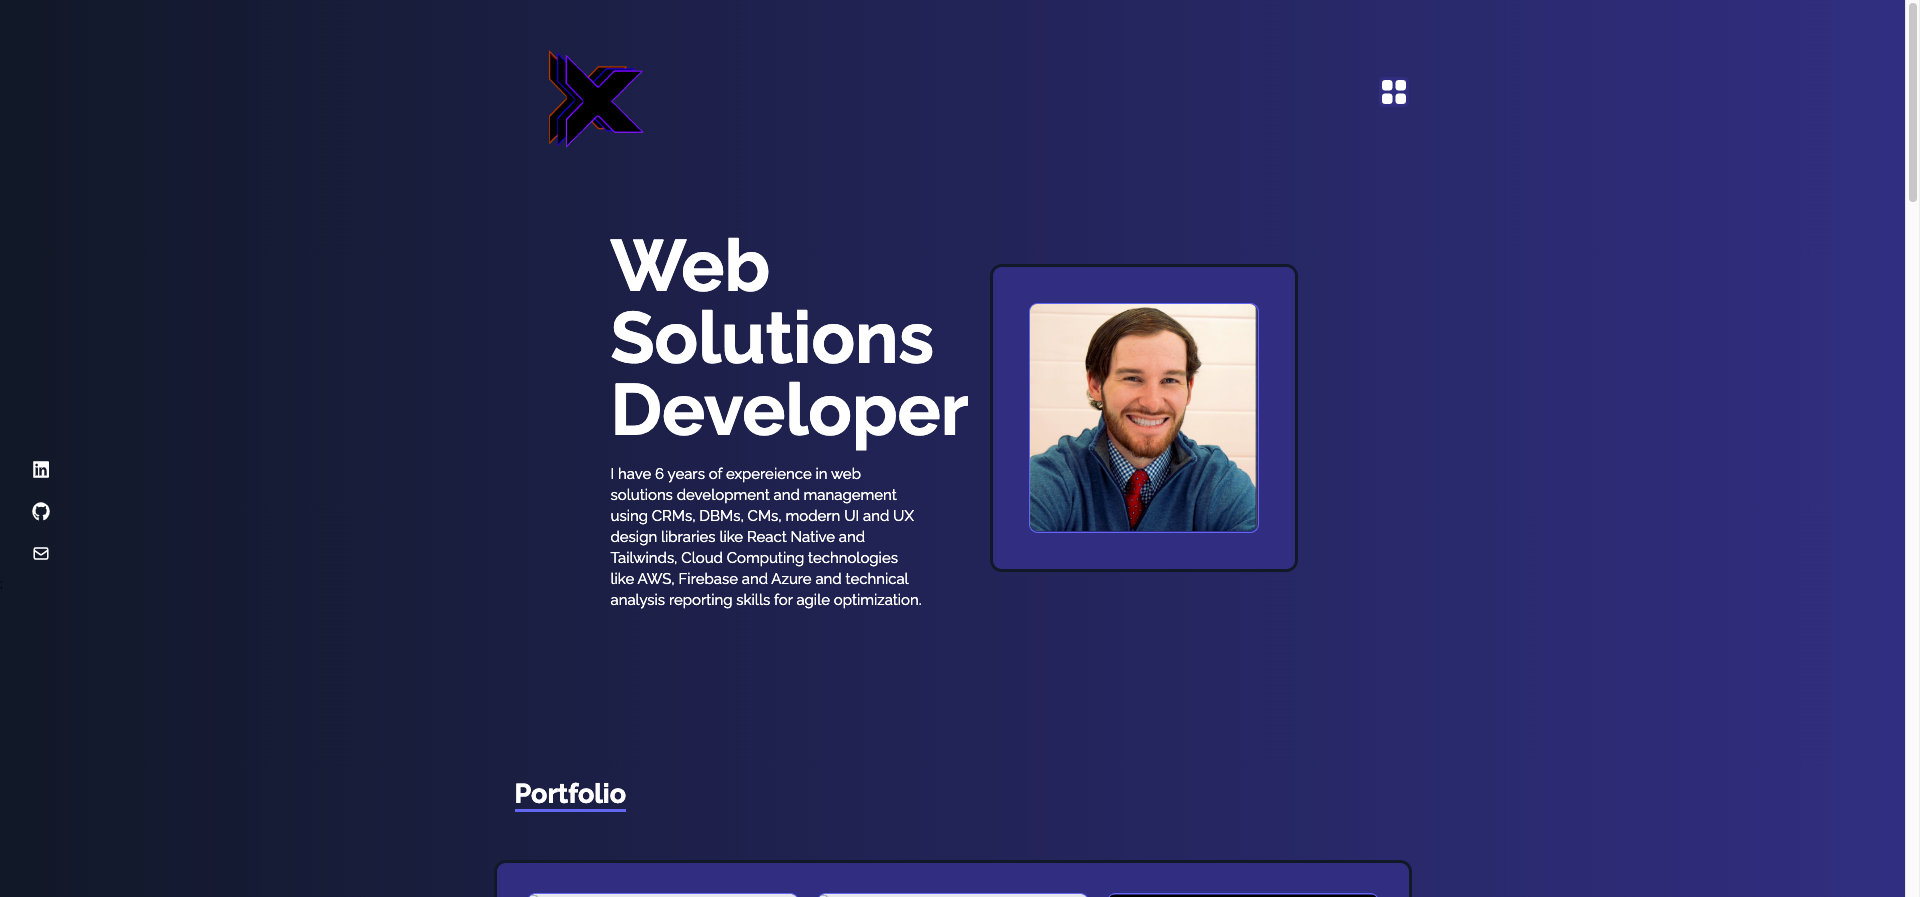 Web
Solutions
Developer
I have 6 years of expereience in web
solutions development and management
using CRMs, DBMs, CMs, modern UI and UX
design libraries like React Native and
Tailwinds, Cloud Computing technologies
like AWS, Firebase and Azure and technical
analysis reporting skills for agile optimization.
Portfolio